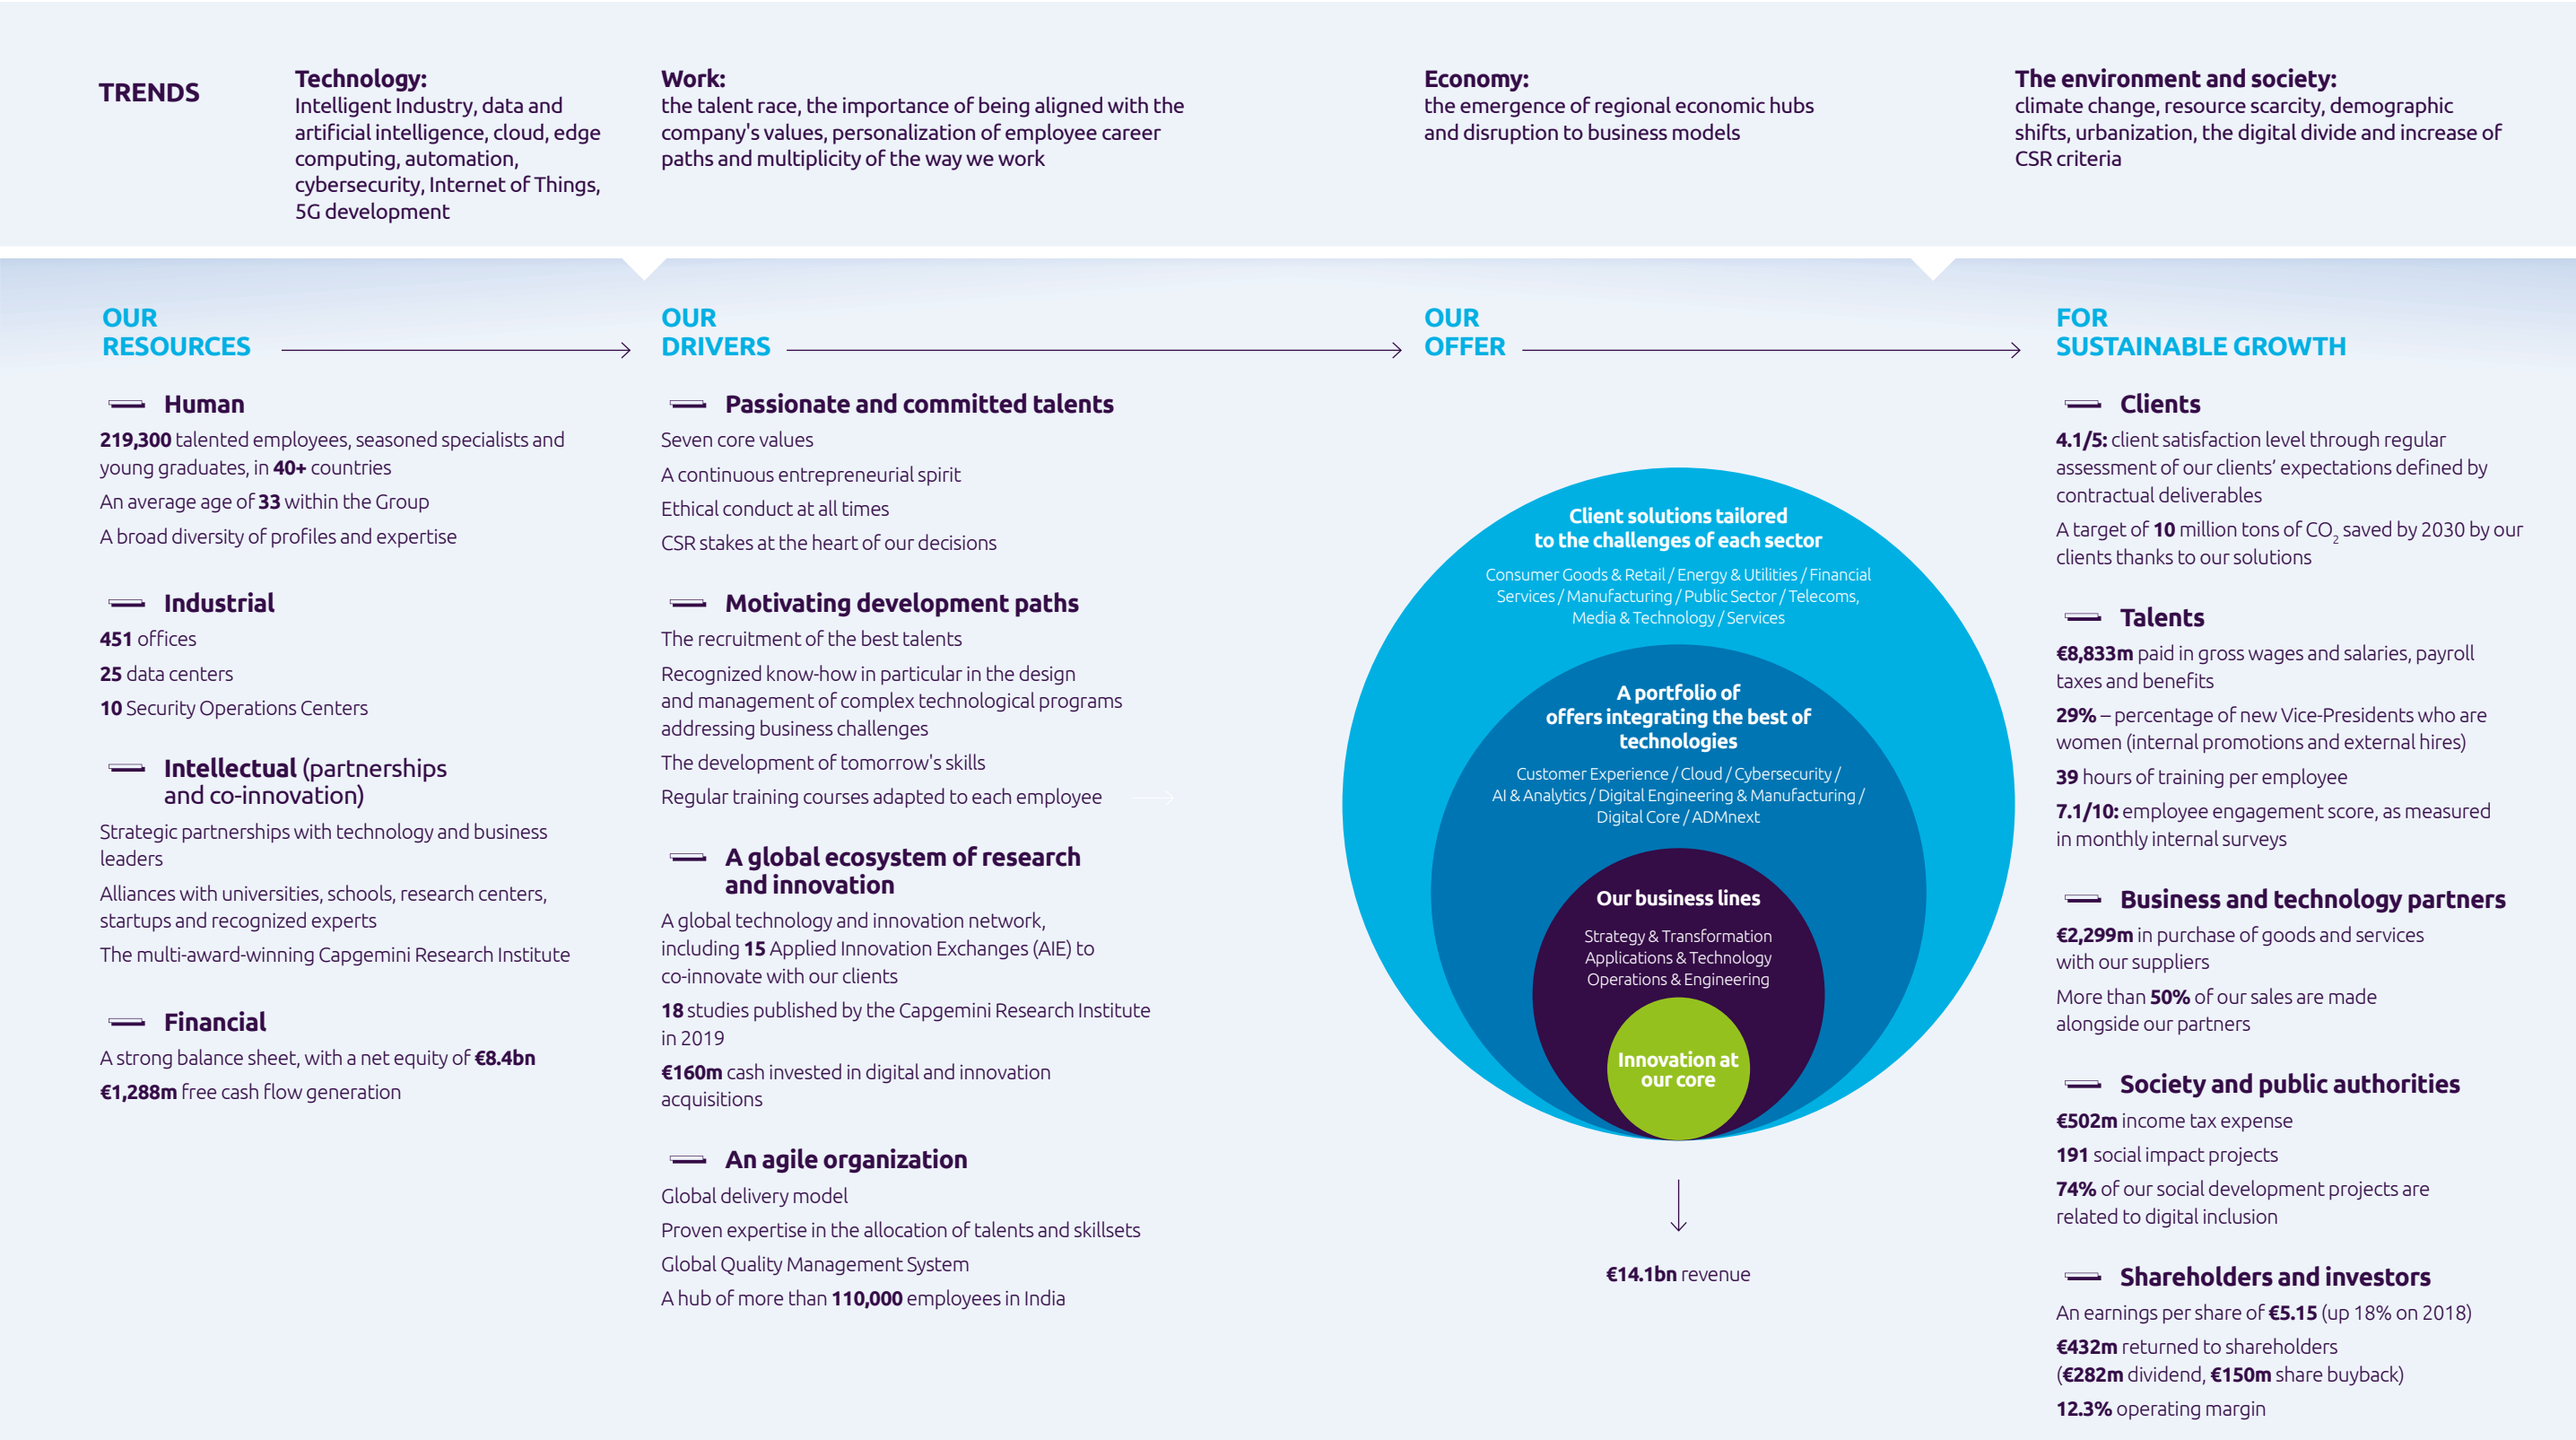 TRENDS
Technology:
Intelligent Industry, data and
artificial intelligence, cloud, edge
computing, automation,
cybersecurity, Internet of Things,
5G development
Work:
the talent race, the importance of being aligned with the
company's values, personalization of employee career
paths and multiplicity of the way we work
Economy:
the emergence of regional economic hubs
and disruption to business models
The environment and society:
climate change, resource scarcity, demographic
shifts, urbanization, the digital divide and increase of
CSR criteria
OUR
RESOURCES
Human
219,300 talented employees, seasoned specialists and
young graduates, in 40+ countries
An average age of 33 within the Group
A broad diversity of profiles and expertise
Industrial
451 offices
25 data centers
10 Security Operations Centers
Intellectual (partnerships
and co-innovation)
Strategic partnerships with technology and business
leaders
Alliances with universities, schools, research centers,
startups and recognized experts
The multi-award-winning Capgemini Research Institute
Financial
A strong balance sheet, with a net equity of €8.4bn
€1,288m free cash flow generation
OUR
DRIVERS
Passionate and committed talents
Seven core values
A continuous entrepreneurial spirit
Ethical conduct at all times
CSR stakes at the heart of our decisions
Motivating development paths
The recruitment of the best talents
Recognized know-how in particular in the design
and management of complex technological programs
addressing business challenges
The development of tomorrow's skills
Regular training courses adapted to each employee
A global ecosystem of research
and innovation
A global technology and innovation network,
including 15 Applied Innovation Exchanges (AIE) to
co-innovate with our clients
18 studies published by the Capgemini Research Institute
in 2019
€160m cash invested in digital and innovation
acquisitions
An agile organization
Global delivery model
Proven expertise in the allocation of talents and skillsets
Global Quality Management System
A hub of more than 110,000 employees in India
OUR
OFFER
Client solutions tailored
to the challenges of each sector
Consumer Goods & Retail / Energy & Utilities / Financial
Services / Manufacturing / Public Sector / Telecoms,
Media & Technology / Services
A portfolio of
offers integrating the best of
technologies
Customer Experience / Cloud / Cybersecurity /
AI & Analytics / Digital Engineering & Manufacturing /
Digital Core / ADMnext
Our business lines
Strategy & Transformation
Applications & Technology
Operations & Engineering
Innovation at
our core
€14.1bn revenue
FOR
SUSTAINABLE GROWTH
Clients
4.1/5: client satisfaction level through regular
assessment of our clients’ expectations defined by
contractual deliverables
A target of 10 million tons of CO₂ saved by 2030 by our
clients thanks to our solutions
Talents
€8,833m paid in gross wages and salaries, payroll
taxes and benefits
29% – percentage of new Vice-Presidents who are
women (internal promotions and external hires)
39 hours of training per employee
7.1/10: employee engagement score, as measured
in monthly internal surveys
Business and technology partners
€2,299m in purchase of goods and services
with our suppliers
More than 50% of our sales are made
alongside our partners
Society and public authorities
€502m income tax expense
191 social impact projects
74% of our social development projects are
related to digital inclusion
Shareholders and investors
An earnings per share of €5.15 (up 18% on 2018)
€432m returned to shareholders
(€282m dividend, €150m share buyback)
12.3% operating margin